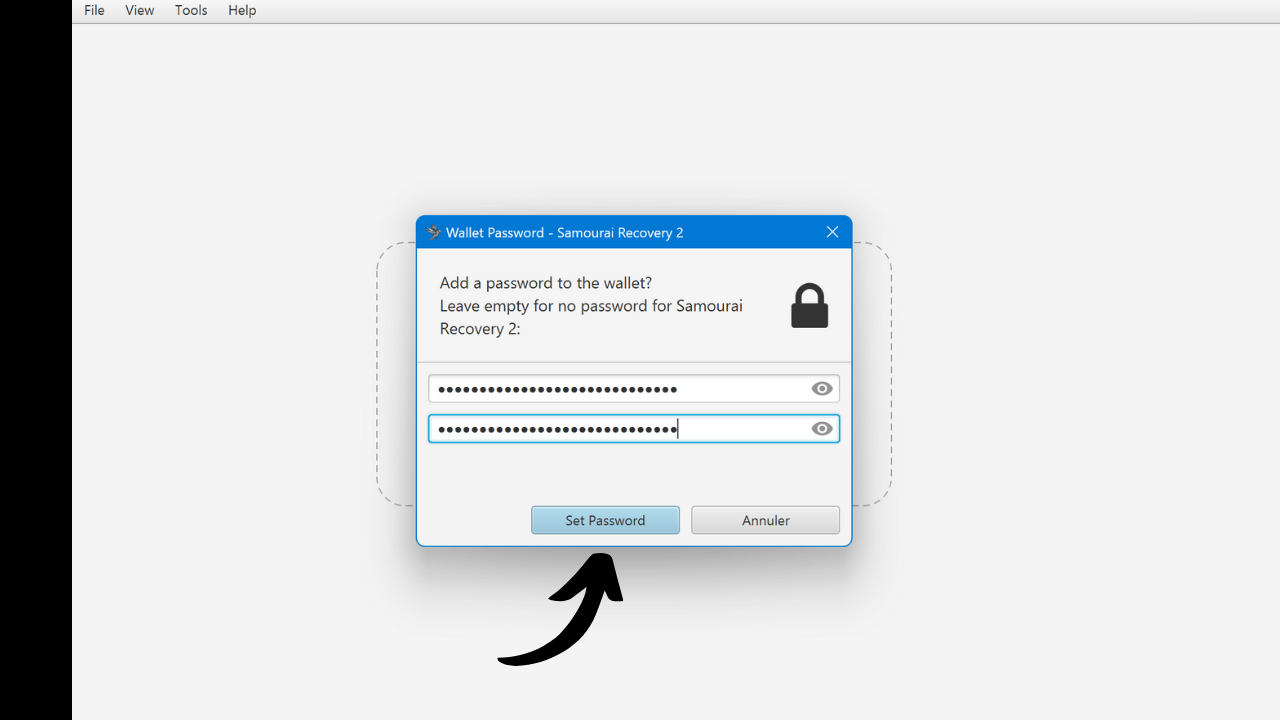 File View Tools Help
Wallet Password - Samourai Recovery 2
Add a password to the wallet?
Leave empty for no password for Samourai
Recovery 2:
Set Password Annuler